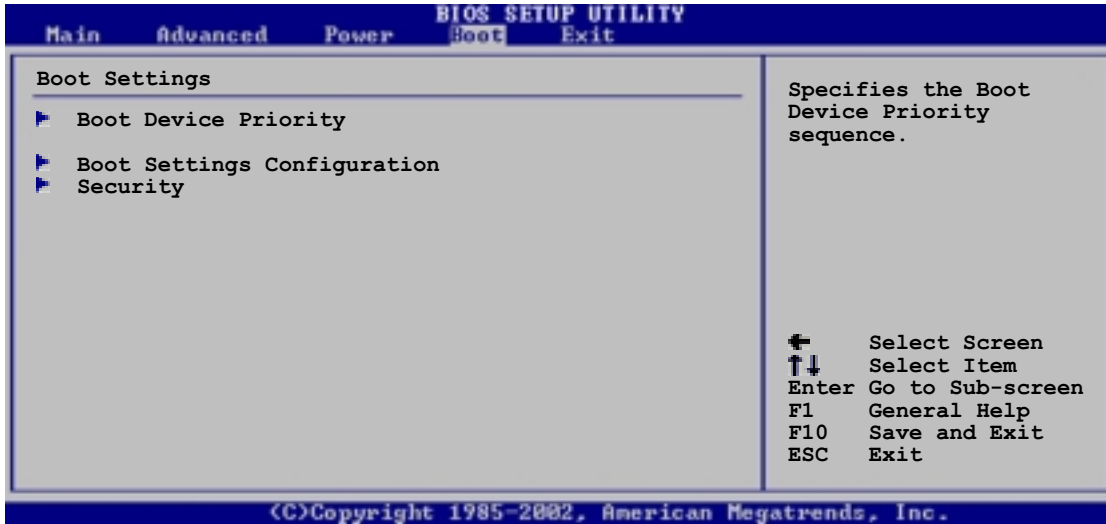 BIOS SETUP UTILITY
Main Advanced Power Boot Exit
Boot Settings
Boot Device Priority
Boot Settings Configuration
Security
Specifies the Boot
Device Priority
sequence.
← Select Screen
↑↓ Select Item
Enter Go to Sub-screen
F1 General Help
F10 Save and Exit
ESC Exit
(C)Copyright 1985-2002, American Megatrends, Inc.